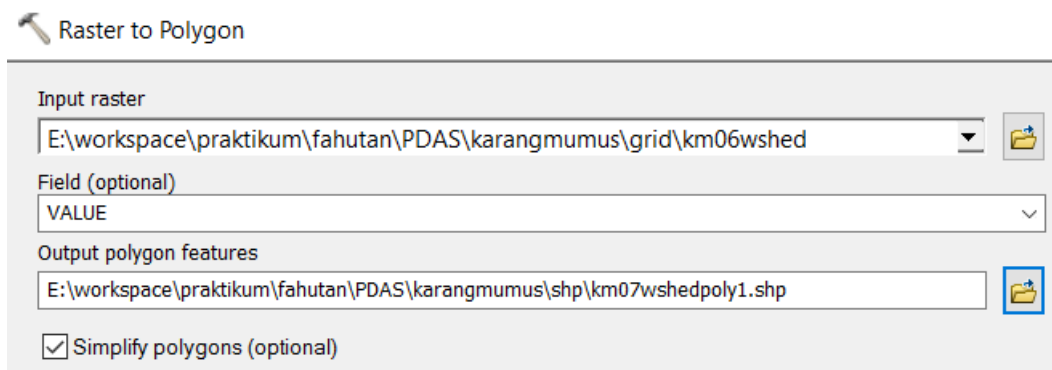 Raster to Polygon
Input raster
E:\workspace\praktikum\fahutan\PDAS\karangmumus\grid\km06wshed
Field (optional)
VALUE
Output polygon features
E:\workspace\praktikum\fahutan\PDAS\karangmumus\shp\km07wshedpoly1.shp
Simplify polygons (optional)